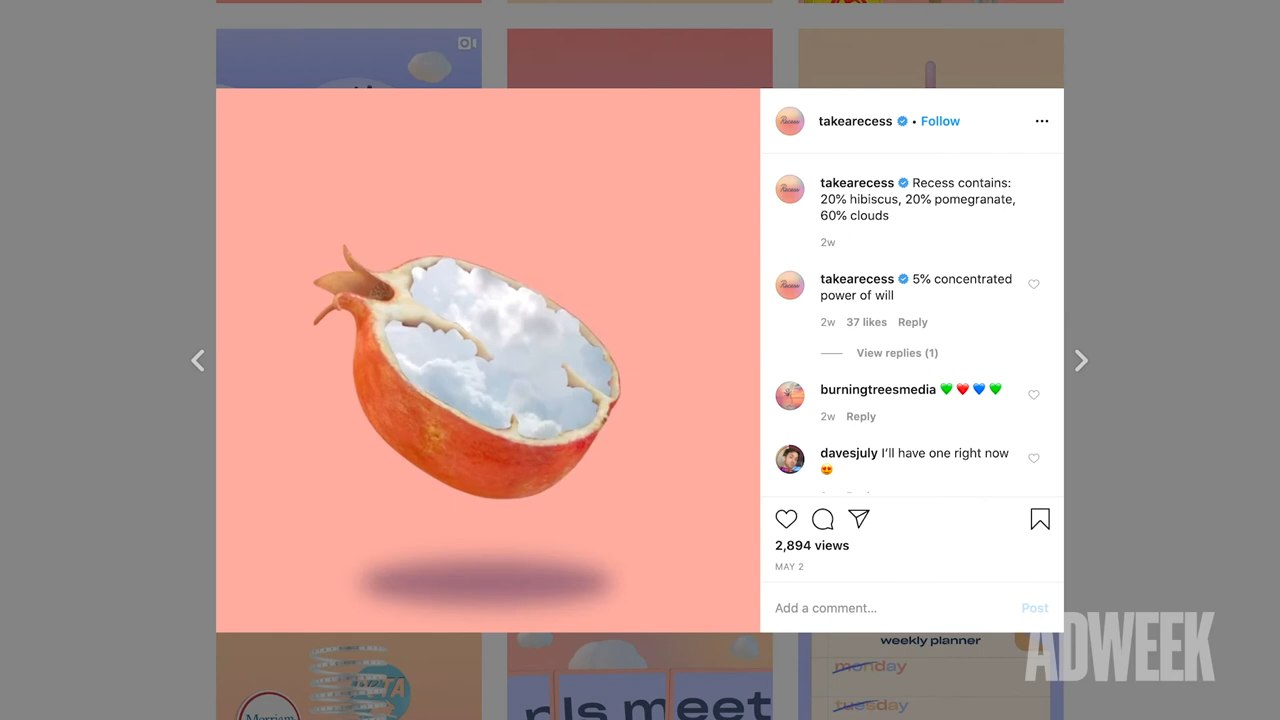 takearecess • Follow
takearecess Recess contains:
20% hibiscus, 20% pomegranate,
60% clouds
2w
takearecess 5% concentrated
power of will
2w 37 likes Reply
View replies (1)
burningtreesmedia 💚 ❤️ 💙 💚
2w Reply
davesjuly I'll have one right now
😍
2,894 views
MAY 2
Add a comment... Post
weekly planner
monday
tuesday
Merriam
meet
ADWEEK